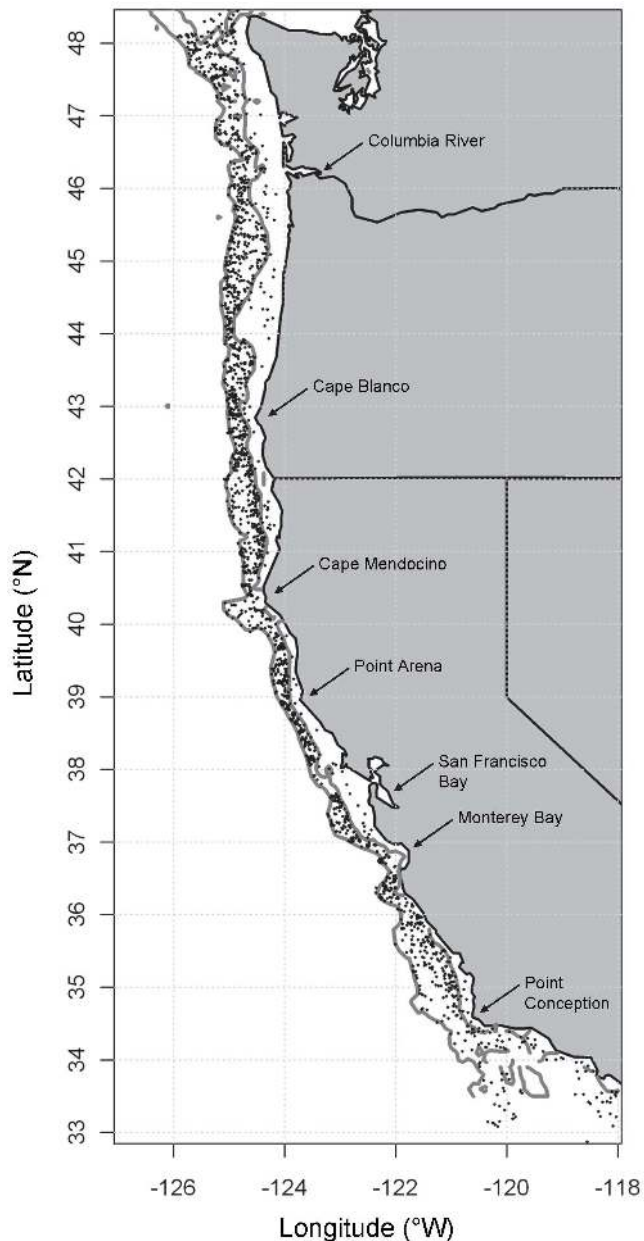 48
47
46
45
44
43
42
41
40
39
38
37
36
35
34
33
Latitude (°N)
Columbia River
Cape Blanco
Cape Mendocino
Point Arena
San Francisco
Bay
Monterey Bay
Point
Conception
-126
-124
-122
-120
-118
Longitude (°W)